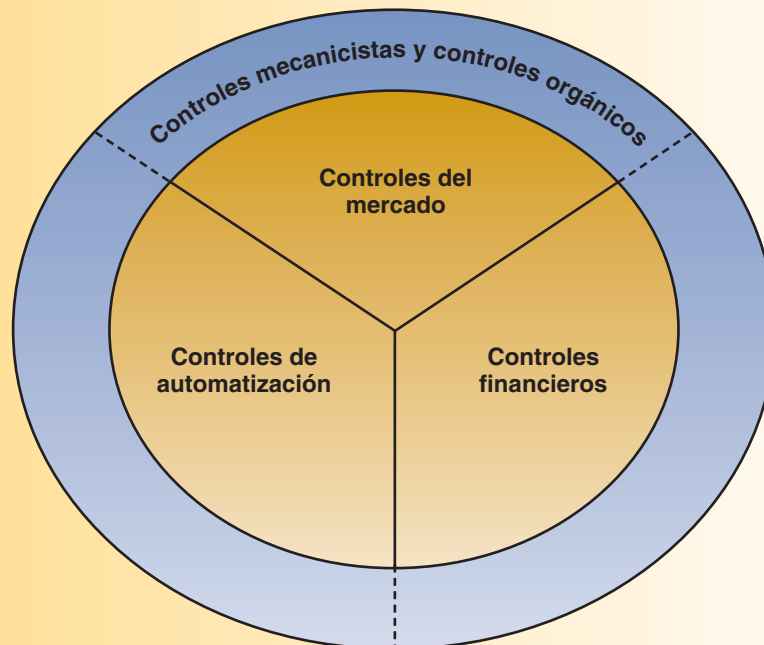 Controles mecanicistas y controles orgánicos
Controles del
mercado
Controles de
automatización
Controles
financieros